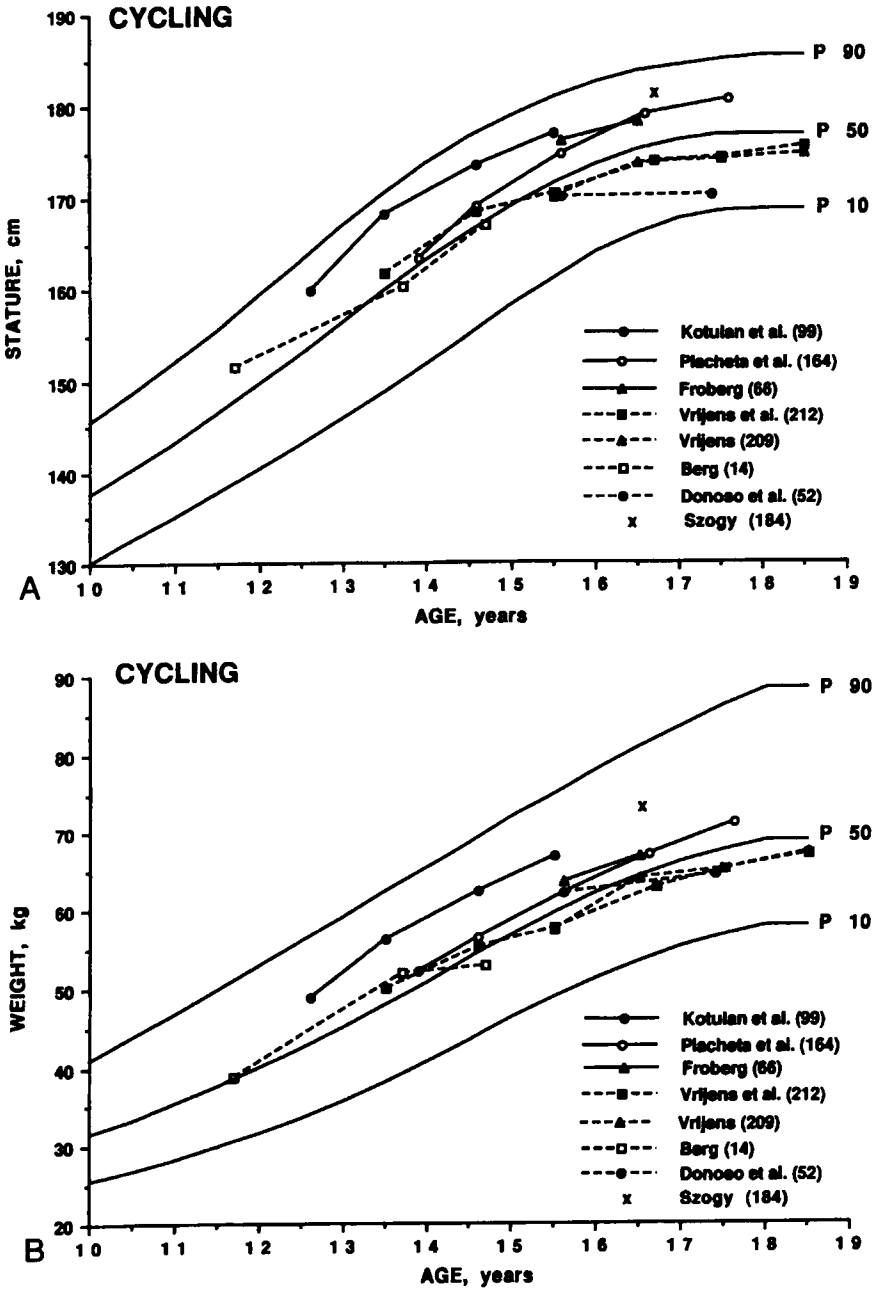 CYCLING
190
180
170
160
150
140
130
STATURE, cm
P 90
P 50
P 10
Kotulan et al. (99)
Placheta et al. (164)
Froberg (66)
Vrijens et al. (212)
Vrijens (209)
Berg (14)
Donoso et al. (52)
x Szogy (184)
10 11 12 13 14 15 16 17 18 19
A
AGE, years
CYCLING
90
80
70
60
50
40
30
20
WEIGHT, kg
P 90
P 50
P 10
Kotulan et al. (99)
Placheta et al. (164)
Froberg (66)
Vrijens et al. (212)
Vrijens (209)
Berg (14)
Donoso et al. (52)
x Szogy (184)
10 11 12 13 14 15 16 17 18 19
B
AGE, years